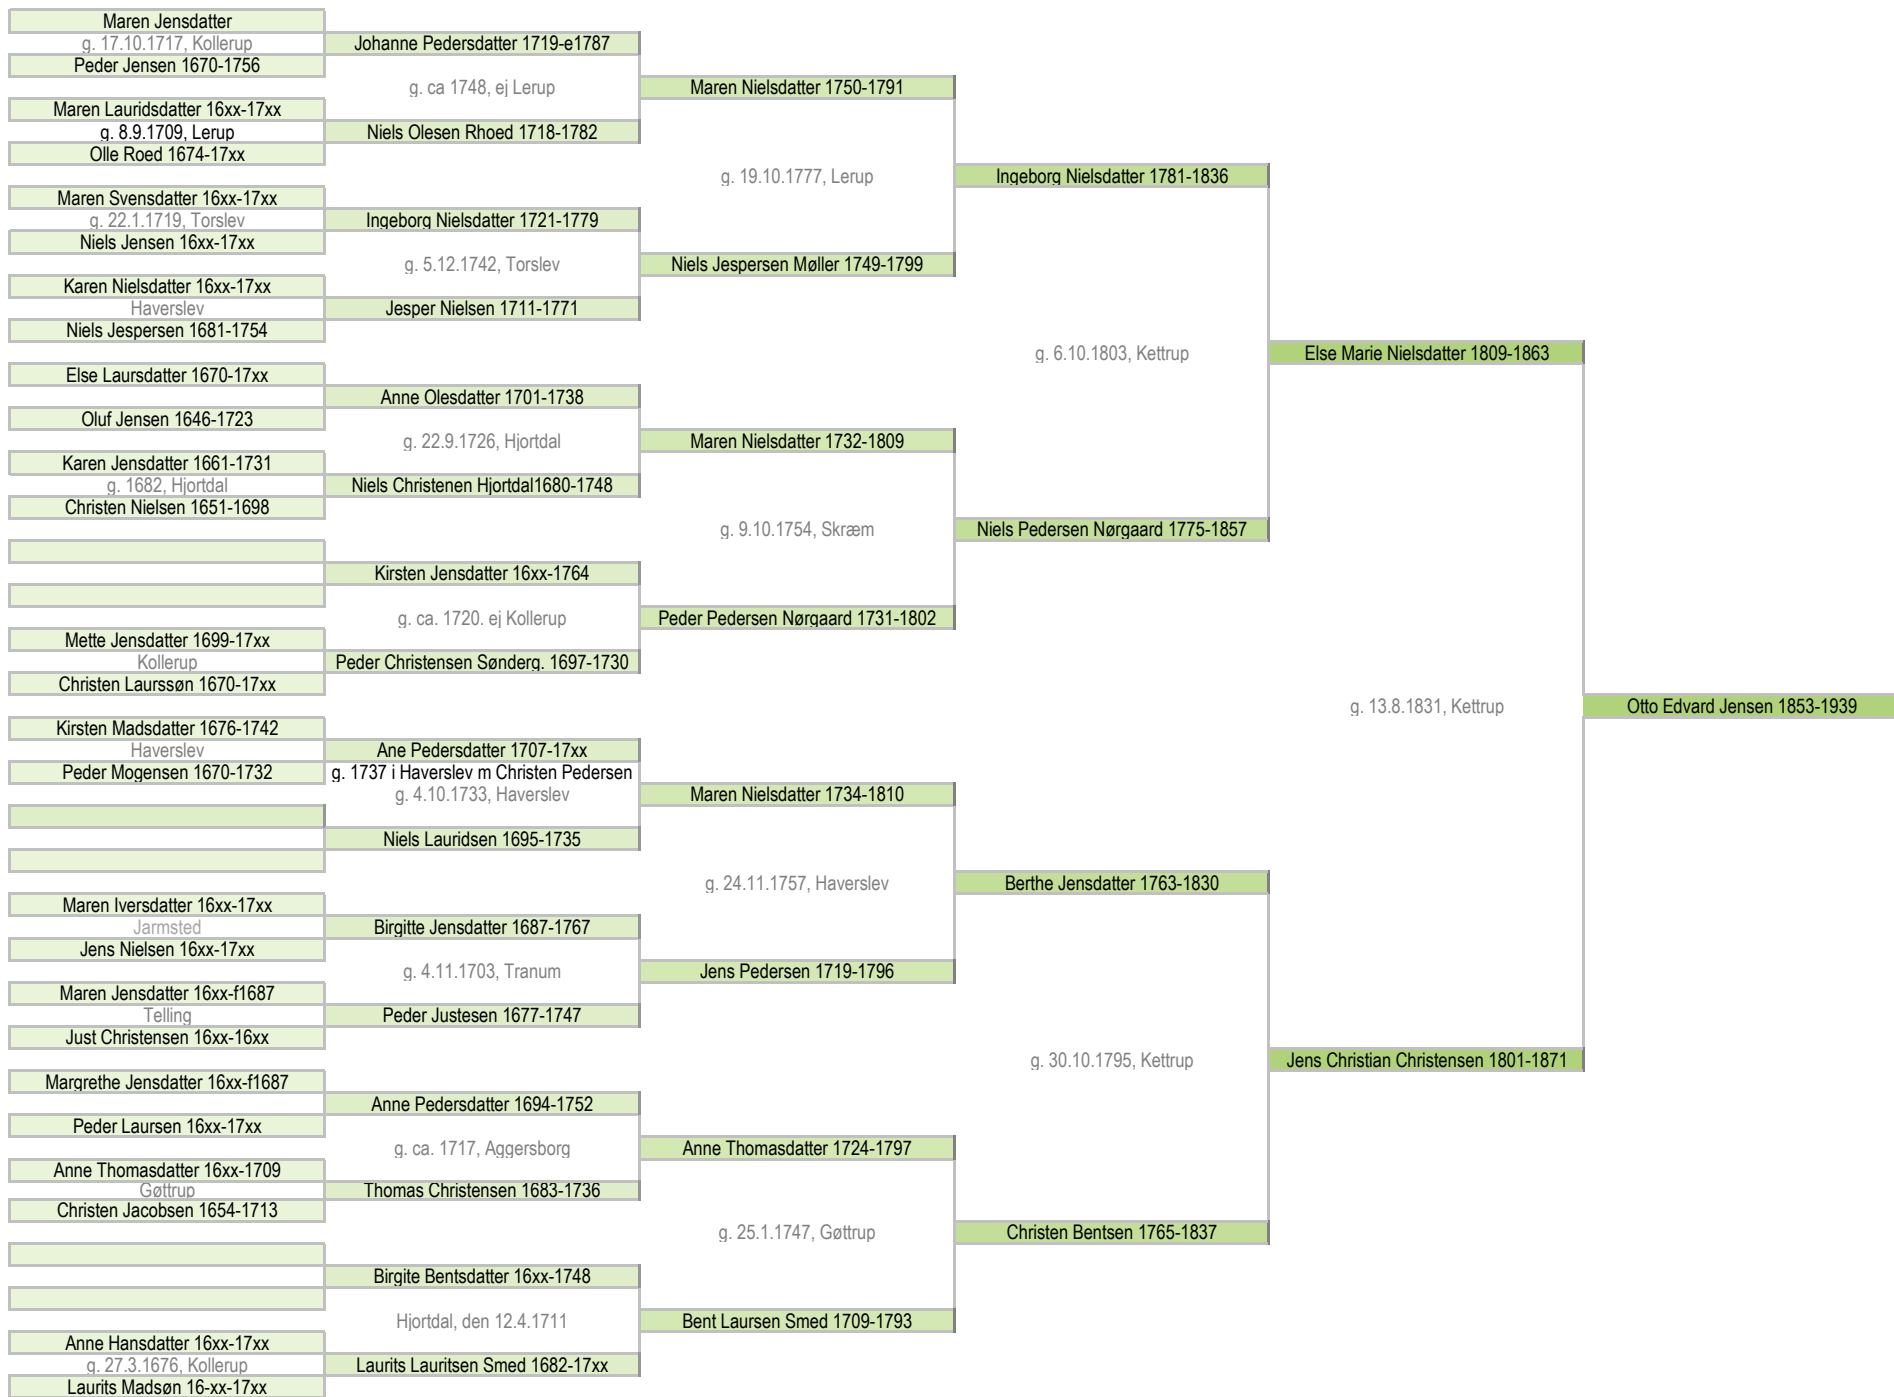 Maren Jensdatter
g. 17.10.1717, Kollerup
Peder Jensen 1670-1756
Maren Lauridsdatter 16xx-17xx
g. 8.9.1709, Lerup
Olle Roed 1674-17xx
Maren Svensdatter 16xx-17xx
g. 22.1.1719, Torslev
Niels Jensen 16xx-17xx
Karen Nielsdatter 16xx-17xx
Haverslev
Niels Jespersen 1681-1754
Else Laursdatter 1670-17xx
Oluf Jensen 1646-1723
Karen Jensdatter 1661-1731
g. 1682, Hjortdal
Christen Nielsen 1651-1698
Mette Jensdatter 1699-17xx
Kollerup
Christen Laurssøn 1670-17xx
Kirsten Madsdatter 1676-1742
Haverslev
Peder Mogensen 1670-1732
Maren Iversdatter 16xx-17xx
Jarmsted
Jens Nielsen 16xx-17xx
Maren Jensdatter 16xx-f1687
Telling
Just Christensen 16xx-16xx
Margrethe Jensdatter 16xx-f1687
Peder Laursen 16xx-17xx
Anne Thomasdatter 16xx-1709
Gøttrup
Christen Jacobsen 1654-1713
Anne Hansdatter 16xx-17xx
g. 27.3.1676, Kollerup
Laurits Madsøn 16-xx-17xx
Johanne Pedersdatter 1719-e1787
g. ca 1748, ej Lerup
Niels Olesen Rhoed 1718-1782
Ingeborg Nielsdatter 1721-1779
g. 5.12.1742, Torslev
Jesper Nielsen 1711-1771
Anne Olesdatter 1701-1738
g. 22.9.1726, Hjortdal
Niels Christenen Hjortdal1680-1748
Kirsten Jensdatter 16xx-1764
g. ca. 1720. ej Kollerup
Peder Christensen Sønderg. 1697-1730
Ane Pedersdatter 1707-17xx
g. 1737 i Haverslev m Christen Pedersen
g. 4.10.1733, Haverslev
Niels Lauridsen 1695-1735
Birgitte Jensdatter 1687-1767
g. 4.11.1703, Tranum
Peder Justesen 1677-1747
Anne Pedersdatter 1694-1752
g. ca. 1717, Aggersborg
Thomas Christensen 1683-1736
Birgite Bentsdatter 16xx-1748
Hjortdal, den 12.4.1711
Laurits Lauritsen Smed 1682-17xx
Maren Nielsdatter 1750-1791
g. 19.10.1777, Lerup
Niels Jespersen Møller 1749-1799
Maren Nielsdatter 1732-1809
g. 9.10.1754, Skræm
Peder Pedersen Nørgaard 1731-1802
Maren Nielsdatter 1734-1810
g. 24.11.1757, Haverslev
Jens Pedersen 1719-1796
Anne Thomasdatter 1724-1797
g. 25.1.1747, Gøttrup
Bent Laursen Smed 1709-1793
Ingeborg Nielsdatter 1781-1836
g. 6.10.1803, Kettrup
Niels Pedersen Nørgaard 1775-1857
Berthe Jensdatter 1763-1830
g. 30.10.1795, Kettrup
Christen Bentsen 1765-1837
Else Marie Nielsdatter 1809-1863
g. 13.8.1831, Kettrup
Jens Christian Christensen 1801-1871
Otto Edvard Jensen 1853-1939